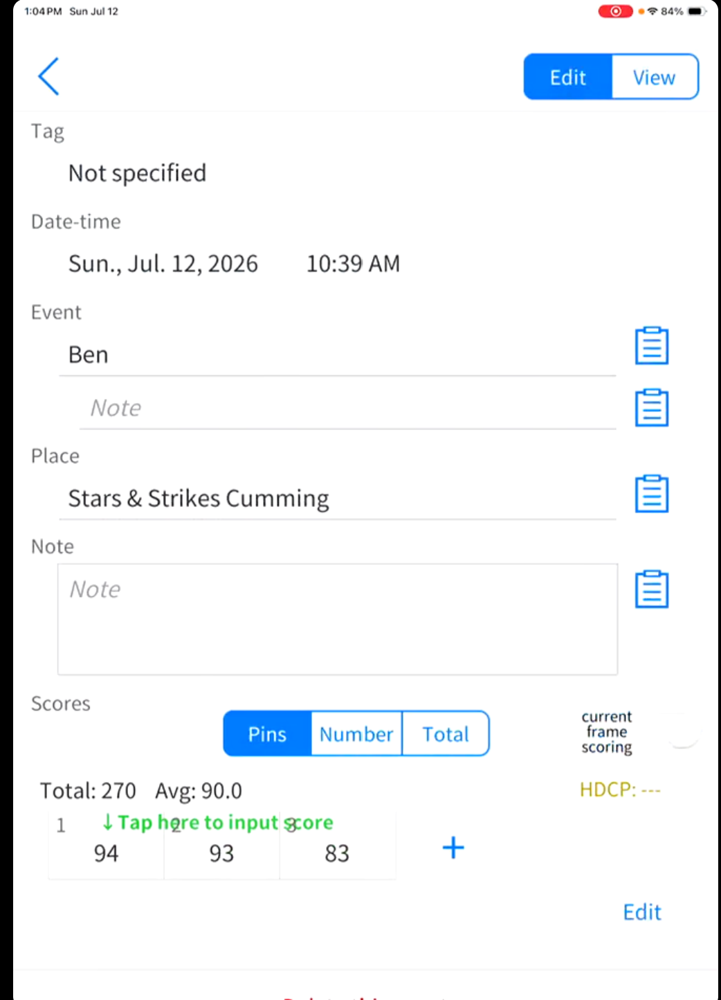 1:04 PM Sun Jul 12 84%
Edit View
Tag
Not specified
Date-time
Sun., Jul. 12, 2026 10:39 AM
Event
Ben
Note
Place
Stars & Strikes Cumming
Note
Note
Scores
Pins Number Total
current
frame
scoring
Total: 270 Avg: 90.0
HDCP: ---
↓ Tap here to input score
1 2 3
94 93 83
+
Edit